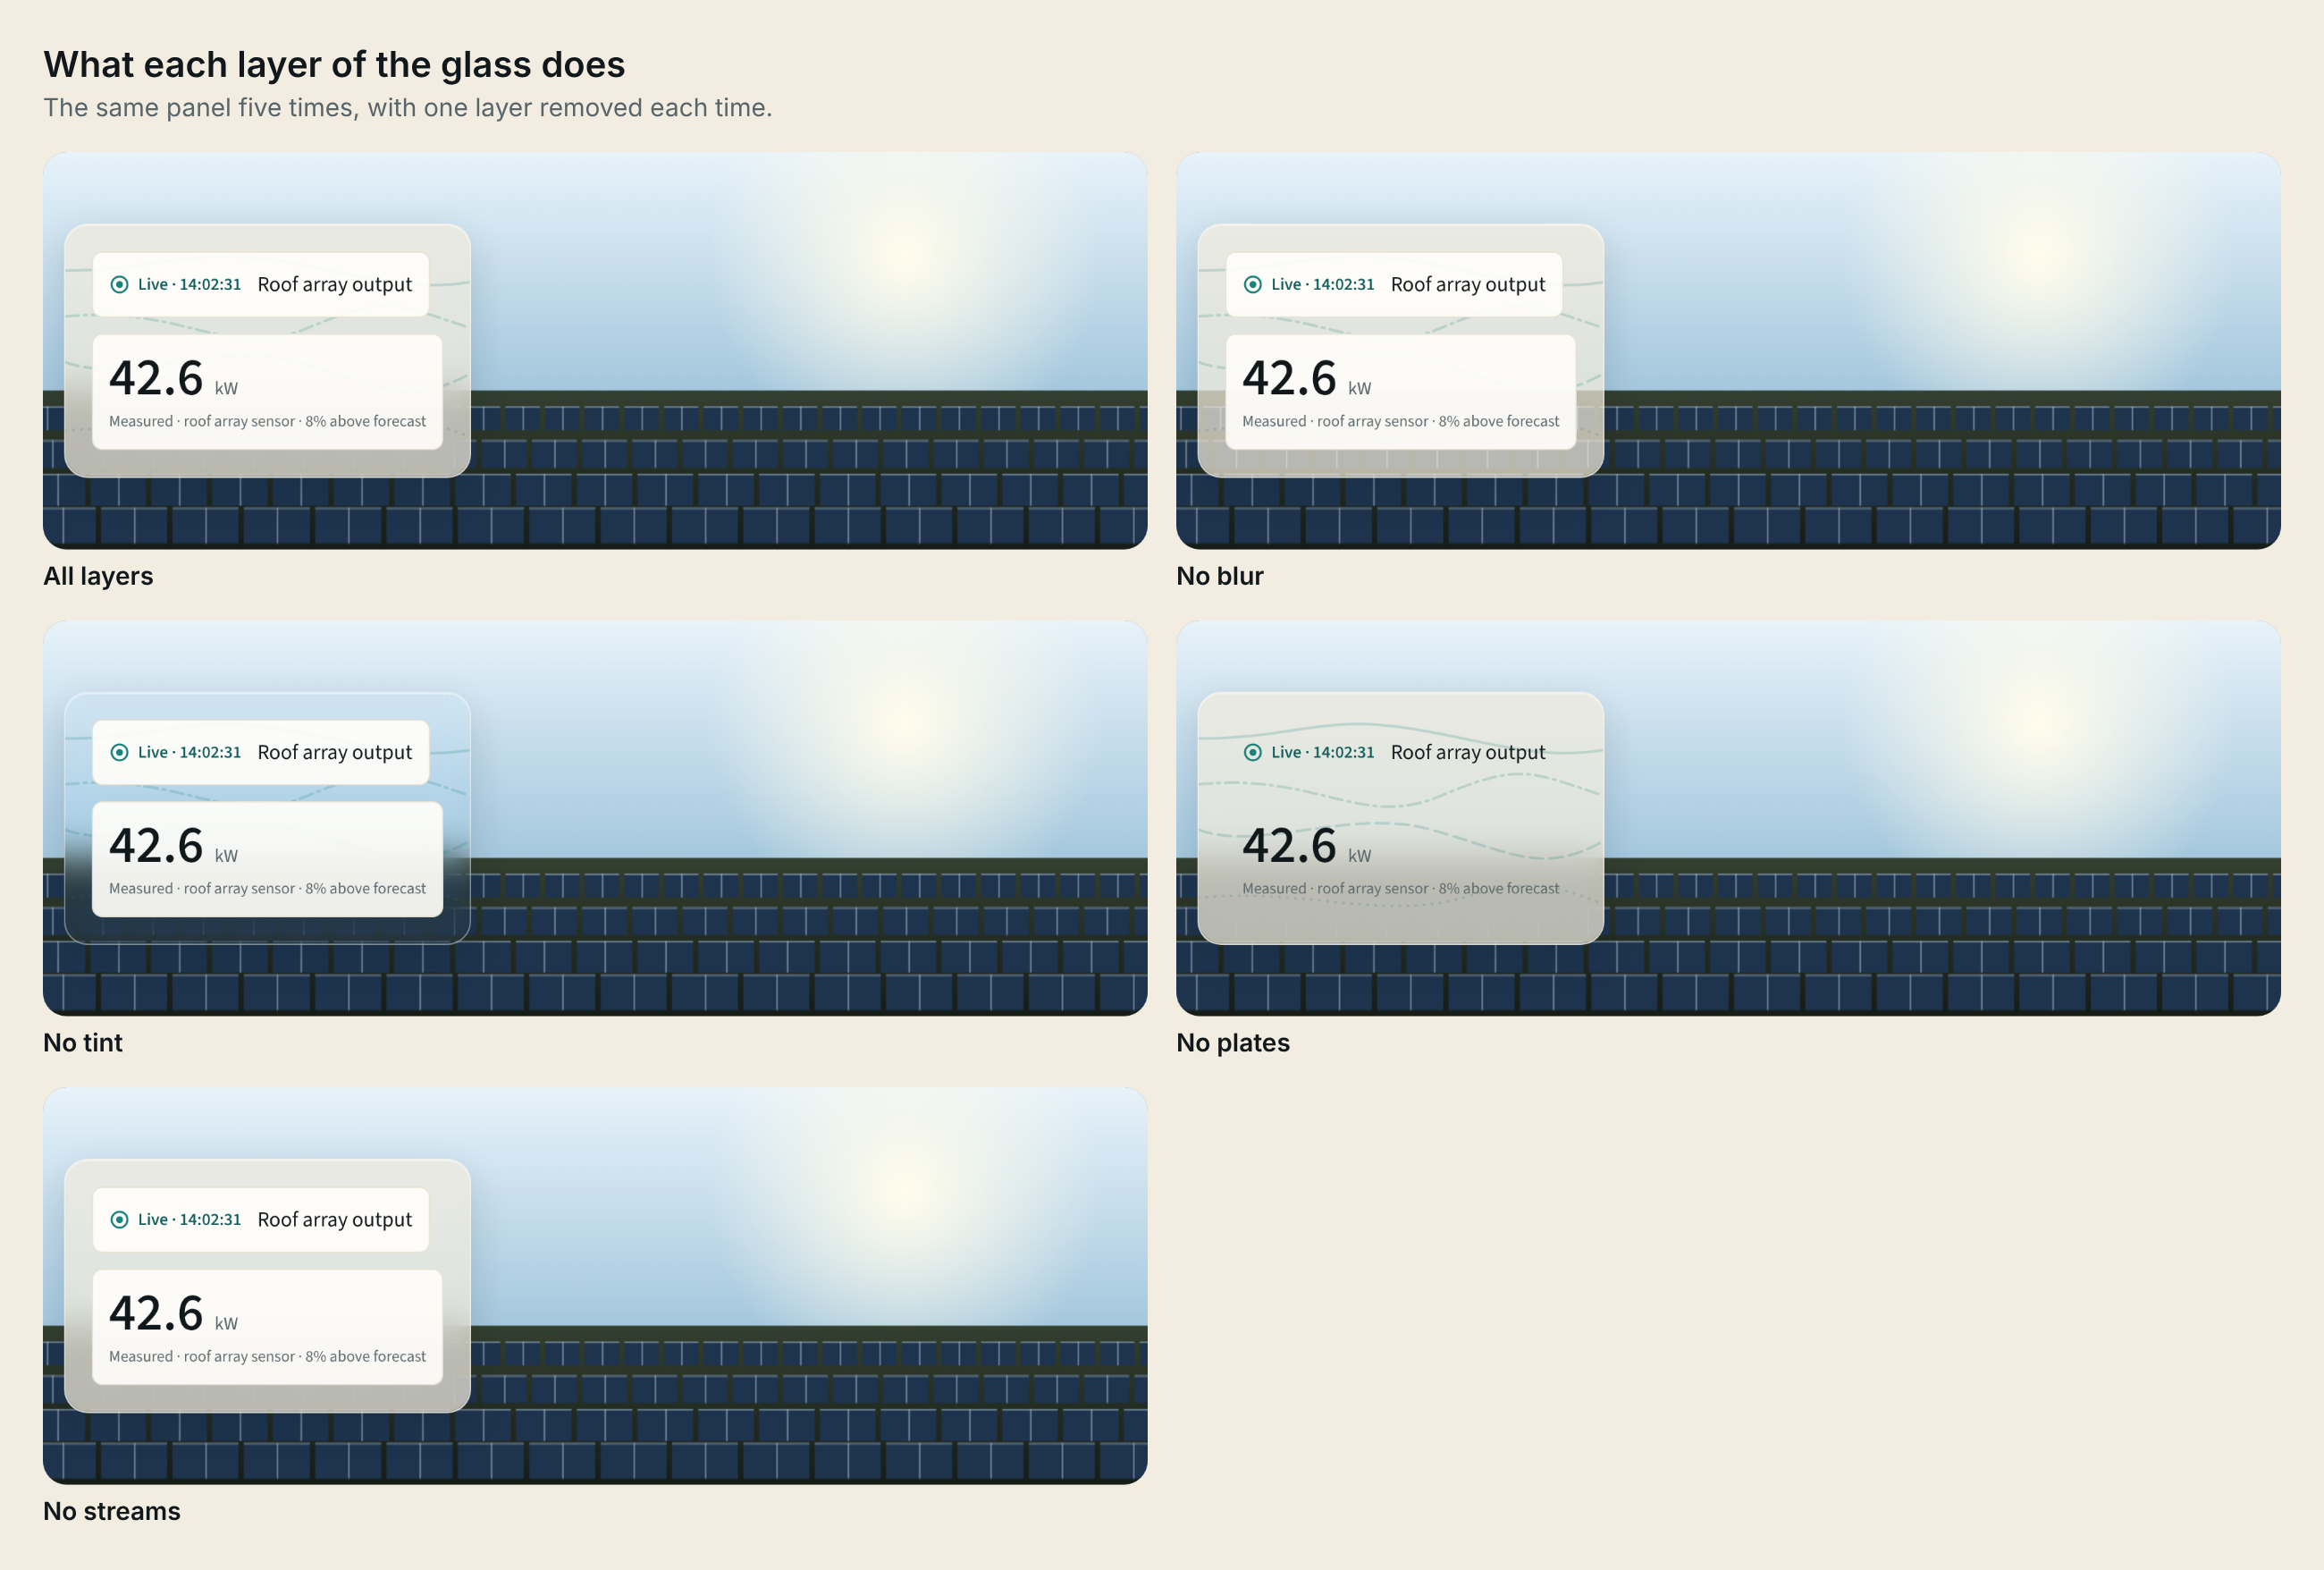 What each layer of the glass does
The same panel five times, with one layer removed each time.
Live · 14:02:31 Roof array output
42.6 kW
Measured · roof array sensor · 8% above forecast
All layers
Live · 14:02:31 Roof array output
42.6 kW
Measured · roof array sensor · 8% above forecast
No blur
Live · 14:02:31 Roof array output
42.6 kW
Measured · roof array sensor · 8% above forecast
No tint
Live · 14:02:31 Roof array output
42.6 kW
Measured · roof array sensor · 8% above forecast
No plates
Live · 14:02:31 Roof array output
42.6 kW
Measured · roof array sensor · 8% above forecast
No streams